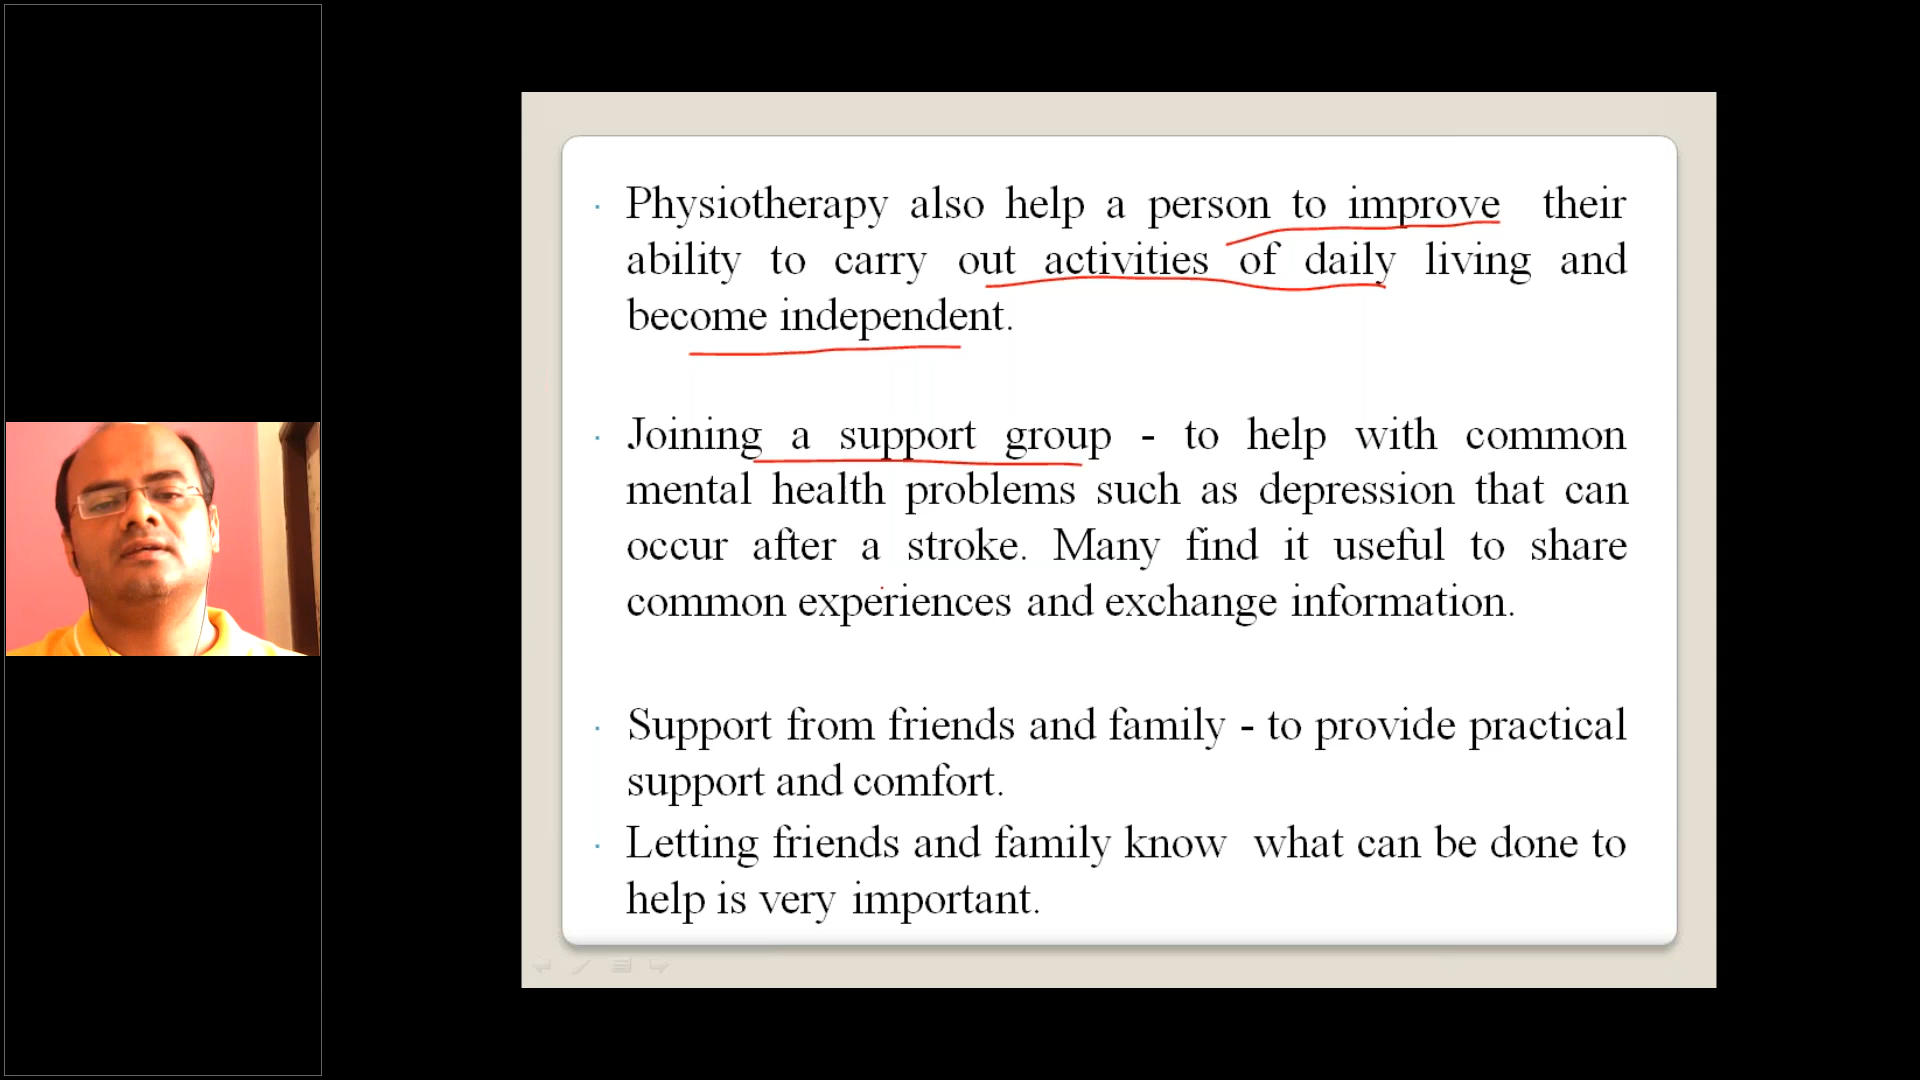 Physiotherapy also help a person to improve their
ability to carry out activities of daily living and
become independent.
Joining a support group - to help with common
mental health problems such as depression that can
occur after a stroke. Many find it useful to share
common experiences and exchange information.
Support from friends and family - to provide practical
support and comfort.
Letting friends and family know what can be done to
help is very important.